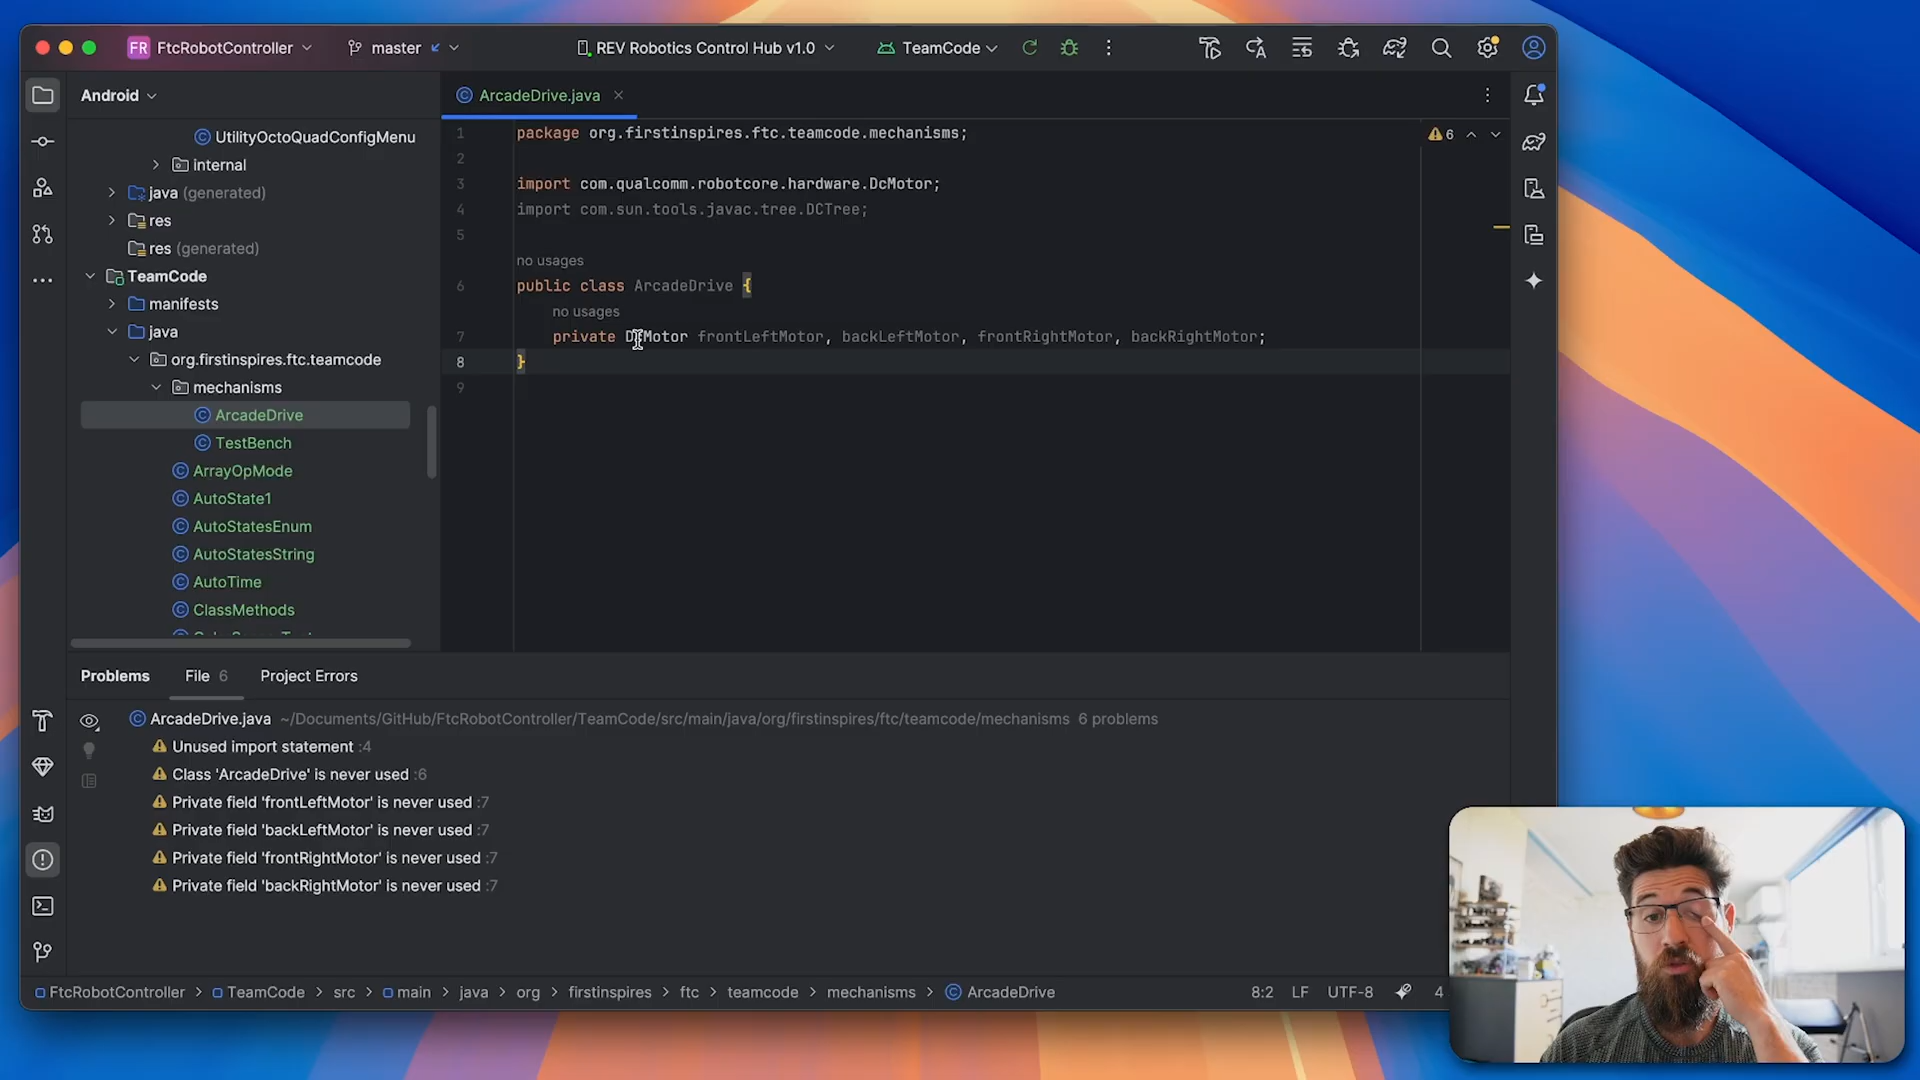 FR FtcRobotController master REV Robotics Control Hub v1.0 TeamCode
Android
ArcadeDrive.java
UtilityOctoQuadConfigMenu
internal
java (generated)
res
res (generated)
TeamCode
manifests
java
org.firstinspires.ftc.teamcode
mechanisms
ArcadeDrive
TestBench
ArrayOpMode
AutoState1
AutoStatesEnum
AutoStatesString
AutoTime
ClassMethods
1 package org.firstinspires.ftc.teamcode.mechanisms;
6
2
3 import com.qualcomm.robotcore.hardware.DcMotor;
4 import com.sun.tools.javac.tree.DCTree;
5
no usages
6 public class ArcadeDrive {
no usages
7 private DcMotor frontLeftMotor, backLeftMotor, frontRightMotor, backRightMotor;
8 }
9
Problems File 6 Project Errors
ArcadeDrive.java ~/Documents/GitHub/FtcRobotController/TeamCode/src/main/java/org/firstinspires/ftc/teamcode/mechanisms 6 problems
Unused import statement :4
Class 'ArcadeDrive' is never used :6
Private field 'frontLeftMotor' is never used :7
Private field 'backLeftMotor' is never used :7
Private field 'frontRightMotor' is never used :7
Private field 'backRightMotor' is never used :7
FtcRobotController > TeamCode > src > main > java > org > firstinspires > ftc > teamcode > mechanisms > ArcadeDrive 8:2 LF UTF-8 4